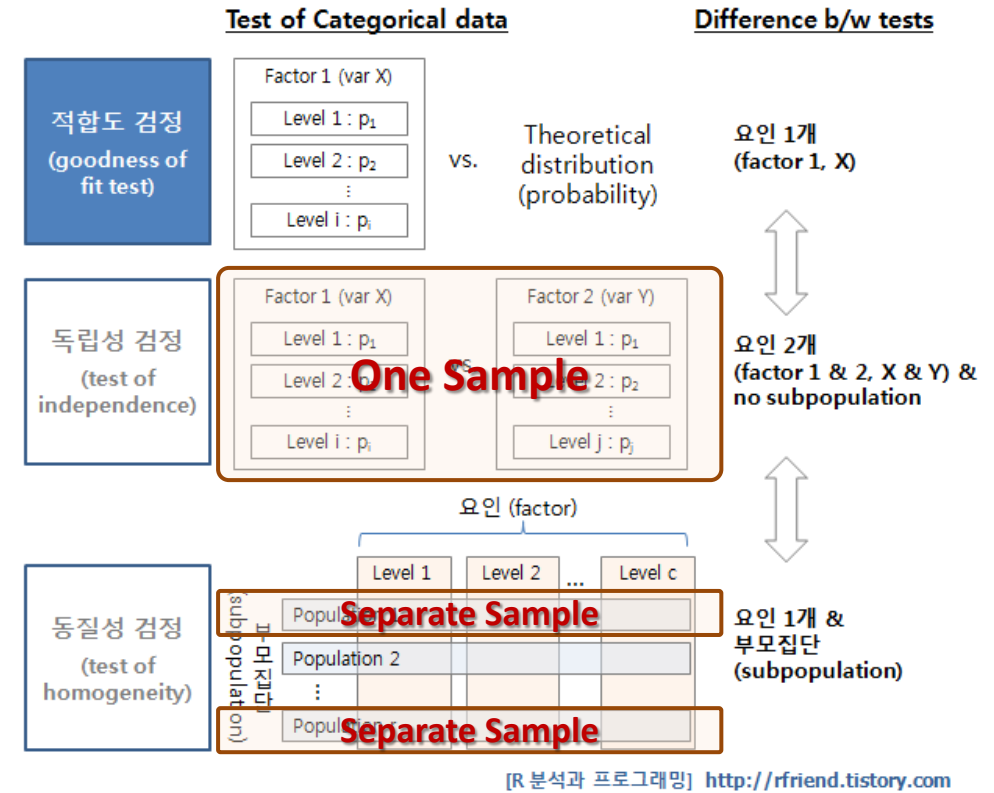 Test of Categorical data
Difference b/w tests
적합도 검정
(goodness of
fit test)
Factor 1 (var X)
Level 1 : p1
Level 2 : p2
⋮
Level i : pi
vs.
Theoretical
distribution
(probability)
요인 1개
(factor 1, X)
독립성 검정
(test of
independence)
Factor 1 (var X)
Level 1 : p1
Level 2 :
⋮
Level i : pi
One Sample
Factor 2 (var Y)
Level 1 : p1
2 : p2
⋮
Level j : pj
요인 2개
(factor 1 & 2, X & Y) &
no subpopulation
요인 (factor)
Level 1
Level 2
...
Level c
동질성 검정
(test of
homogeneity)
부모집단
(subpopulation)
Separate Sample
Population 2
⋮
Separate Sample
요인 1개 &
부모집단
(subpopulation)
[R 분석과 프로그래밍] http://rfriend.tistory.com